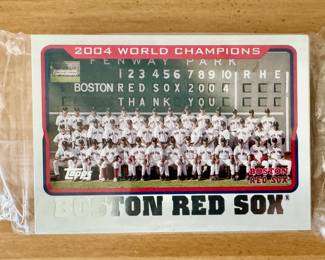 2004 WORLD CHAMPIONS
FENWAY PARK
1 2 3 4 5 6 7 8 9 10 R H E
BOSTON RED SOX 2004
THANK YOU
Topps
BOSTON
RED SOX
BOSTON RED SOX®